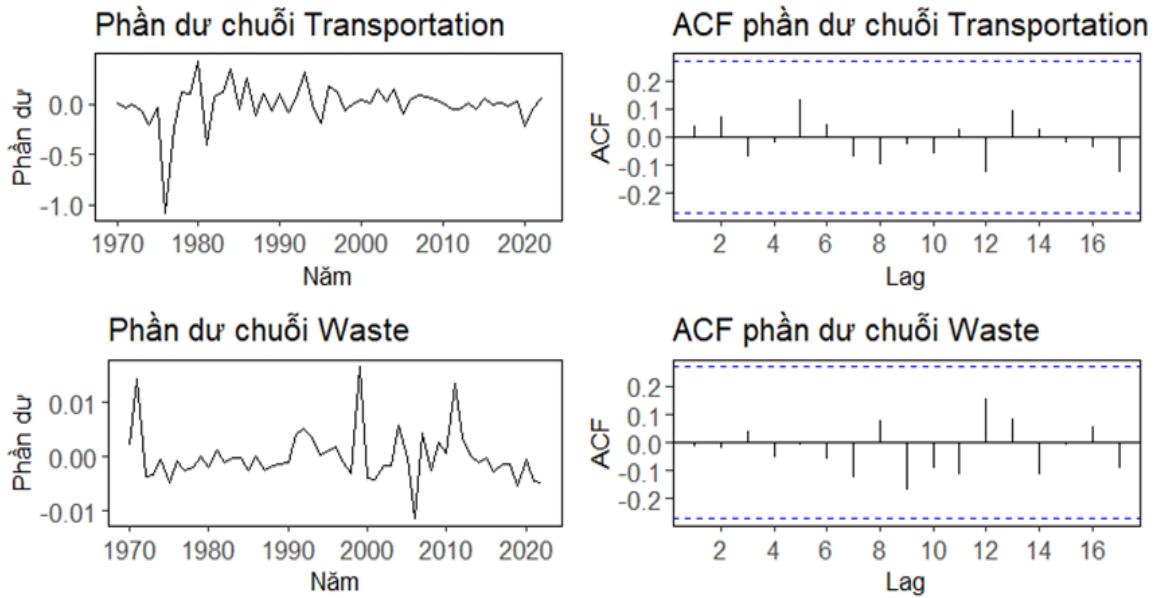 Phần dư chuỗi Transportation
Phần dư
0.0
-0.5
-1.0
1970 1980 1990 2000 2010 2020
Năm
ACF phần dư chuỗi Transportation
ACF
0.2
0.1
0.0
-0.1
-0.2
2 4 6 8 10 12 14 16
Lag
Phần dư chuỗi Waste
Phần dư
0.01
0.00
-0.01
1970 1980 1990 2000 2010 2020
Năm
ACF phần dư chuỗi Waste
ACF
0.2
0.1
0.0
-0.1
-0.2
2 4 6 8 10 12 14 16
Lag